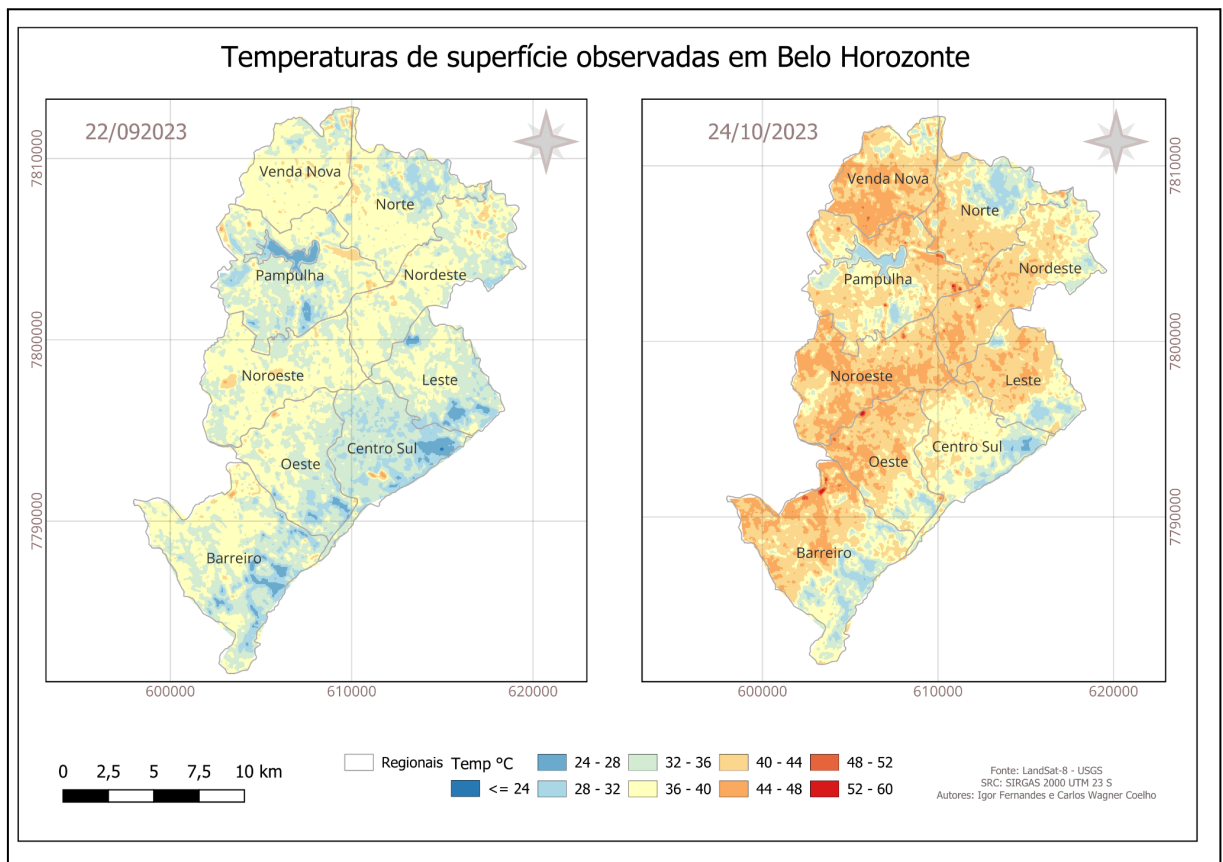 Temperaturas de superfície observadas em Belo Horozonte
22/092023
7810000
7800000
7790000
Venda Nova
Norte
Pampulha
Nordeste
Noroeste
Leste
Centro Sul
Oeste
Barreiro
600000
610000
620000
24/10/2023
Venda Nova
Norte
Nordeste
Pampulha
Noroeste
Leste
Centro Sul
Oeste
Barreiro
7810000
7800000
7790000
600000
610000
620000
0 2,5 5 7,5 10 km
Regionais Temp °C
<= 24
24 - 28
28 - 32
32 - 36
36 - 40
40 - 44
44 - 48
48 - 52
52 - 60
Fonte: LandSat-8 - USGS
SRC: SIRGAS 2000 UTM 23 S
Autores: Igor Fernandes e Carlos Wagner Coelho